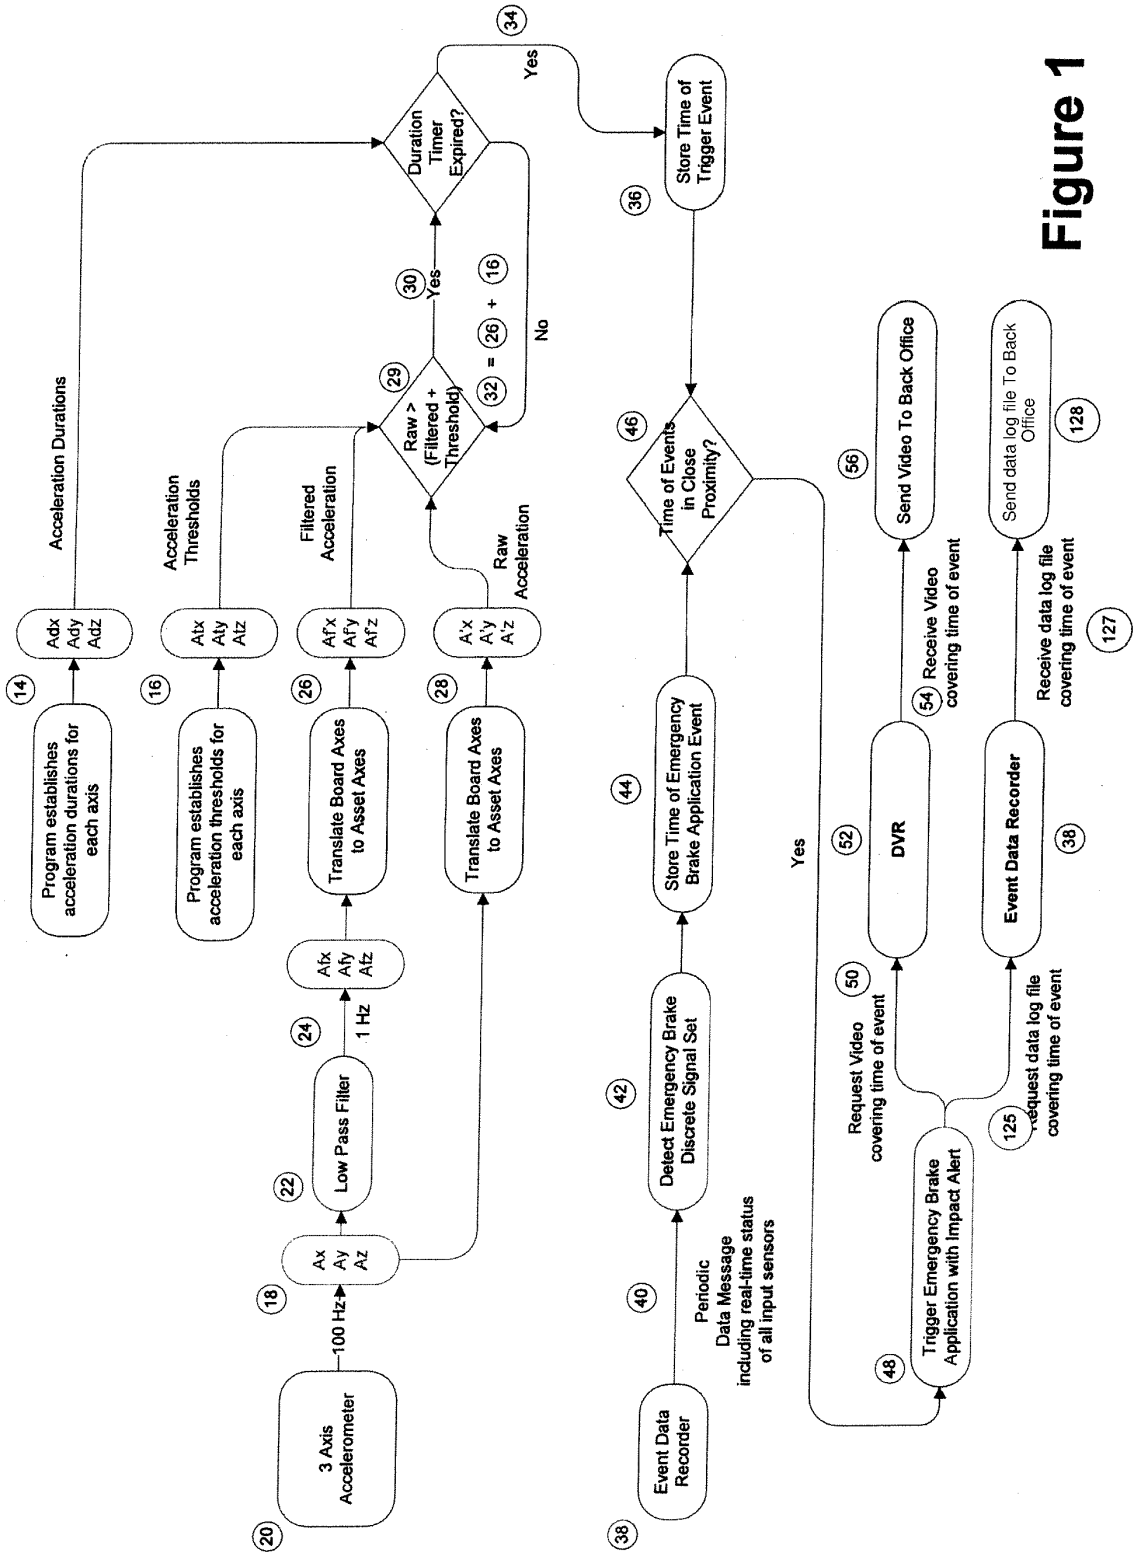 14
Program establishes
acceleration durations for
each axis
Adx
Ady
Adz
Acceleration Durations
16
Program establishes
acceleration thresholds for
each axis
Atx
Aty
Atz
Acceleration
Thresholds
20
3 Axis
Accelerometer
100 Hz
18
Ax
Ay
Az
22
Low Pass Filter
24
1 Hz
Afx
Afy
Afz
Translate Board Axes
to Asset Axes
26
Af'x
Af'y
Af'z
Filtered
Acceleration
Translate Board Axes
to Asset Axes
28
A'x
A'y
A'z
Raw
Acceleration
29
Raw >
(Filtered +
Threshold)
32 = 26 + 16
30
Yes
Duration
Timer
Expired?
No
34
Yes
36
Store Time of
Trigger Event
38
Event Data
Recorder
40
Periodic
Data Message
including real-time status
of all input sensors
42
Detect Emergency Brake
Discrete Signal Set
44
Store Time of Emergency
Brake Application Event
46
Time of Events
in Close
Proximity?
Yes
48
Trigger Emergency Brake
Application with Impact Alert
Request Video
covering time of event
50
52
DVR
54 Receive Video
covering time of event
56
Send Video To Back Office
125
Request data log file
covering time of event
Event Data Recorder
38
Receive data log file
covering time of event
127
Send data log file To Back
Office
128
Figure 1